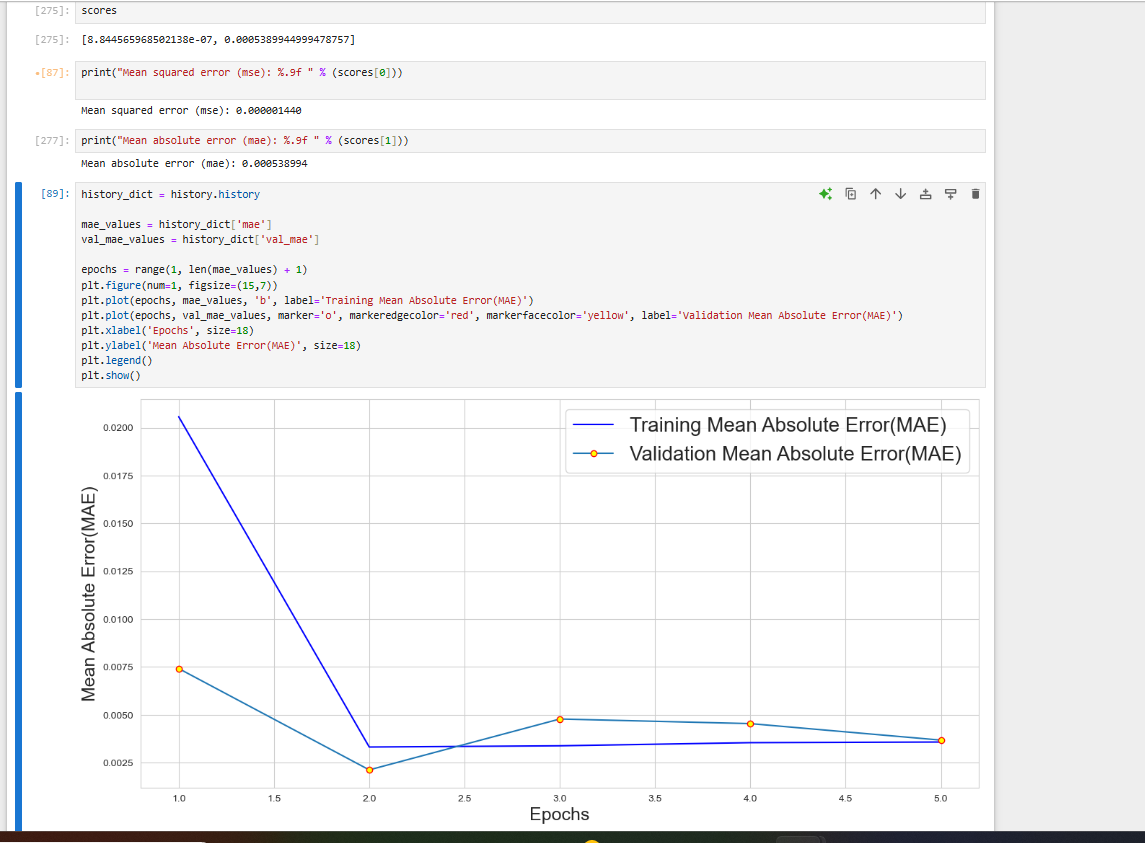 [275]: scores
[275]: [8.844565968502138e-07, 0.0005389944999478757]
•[87]: print("Mean squared error (mse): %.9f " % (scores[0]))
Mean squared error (mse): 0.000001440
[277]: print("Mean absolute error (mae): %.9f " % (scores[1]))
Mean absolute error (mae): 0.000538994
[89]: history_dict = history.history
mae_values = history_dict['mae']
val_mae_values = history_dict['val_mae']
epochs = range(1, len(mae_values) + 1)
plt.figure(num=1, figsize=(15,7))
plt.plot(epochs, mae_values, 'b', label='Training Mean Absolute Error(MAE)')
plt.plot(epochs, val_mae_values, marker='o', markeredgecolor='red', markerfacecolor='yellow', label='Validation Mean Absolute Error(MAE)')
plt.xlabel('Epochs', size=18)
plt.ylabel('Mean Absolute Error(MAE)', size=18)
plt.legend()
plt.show()
Training Mean Absolute Error(MAE)
Validation Mean Absolute Error(MAE)
Mean Absolute Error(MAE)
0.0200
0.0175
0.0150
0.0125
0.0100
0.0075
0.0050
0.0025
1.0 1.5 2.0 2.5 3.0 3.5 4.0 4.5 5.0
Epochs